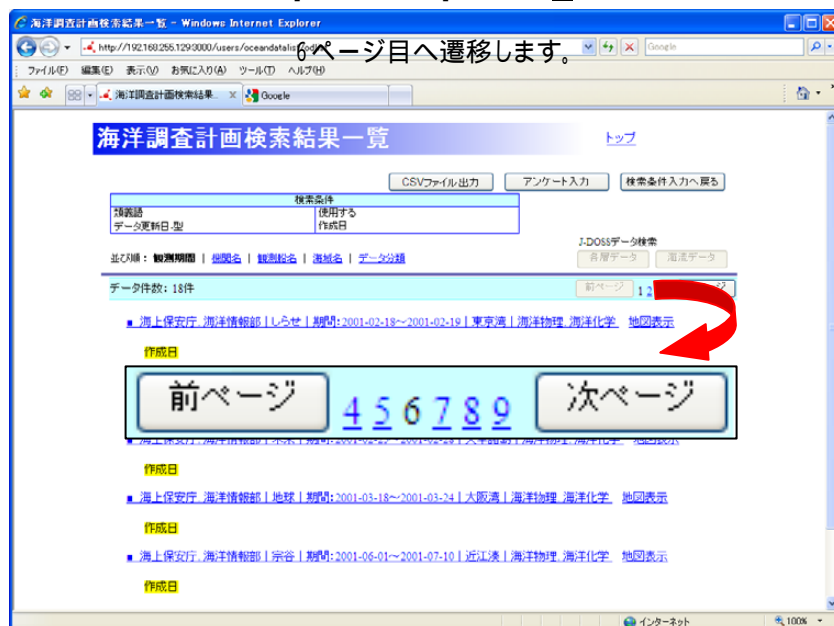 海洋調査計画検索結果一覧 - Windows Internet Explorer
http://192.168.255.129:3000/users/oceandatalis
6ページ目へ遷移します。
Google
ファイル(F) 編集(E) 表示(V) お気に入り(A) ツール(T) ヘルプ(H)
海洋調査計画検索結果... Google
海洋調査計画検索結果一覧
トップ
CSVファイル出力 アンケート入力 検索条件入力へ戻る
検索条件
類義語 使用する
データ更新日-型 作成日
J-DOSSデータ検索
並び順: 観測期間 | 機関名 | 観測船名 | 海域名 | データ分類
各層データ 海流データ
データ件数: 18件
前ページ 1 2
■ 海上保安庁 海洋情報部 | しらせ | 期間:2001-02-18~2001-02-19 | 東京湾 | 海洋物理 海洋化学 地図表示
作成日
前ページ 4 5 6 7 8 9 次ページ
作成日
■ 海上保安庁 海洋情報部 | 地球 | 期間:2001-03-18~2001-03-24 | 大阪湾 | 海洋物理 海洋化学 地図表示
作成日
■ 海上保安庁 海洋情報部 | 宗谷 | 期間:2001-06-01~2001-07-10 | 近江湊 | 海洋物理 海洋化学 地図表示
作成日
インターネット 100%